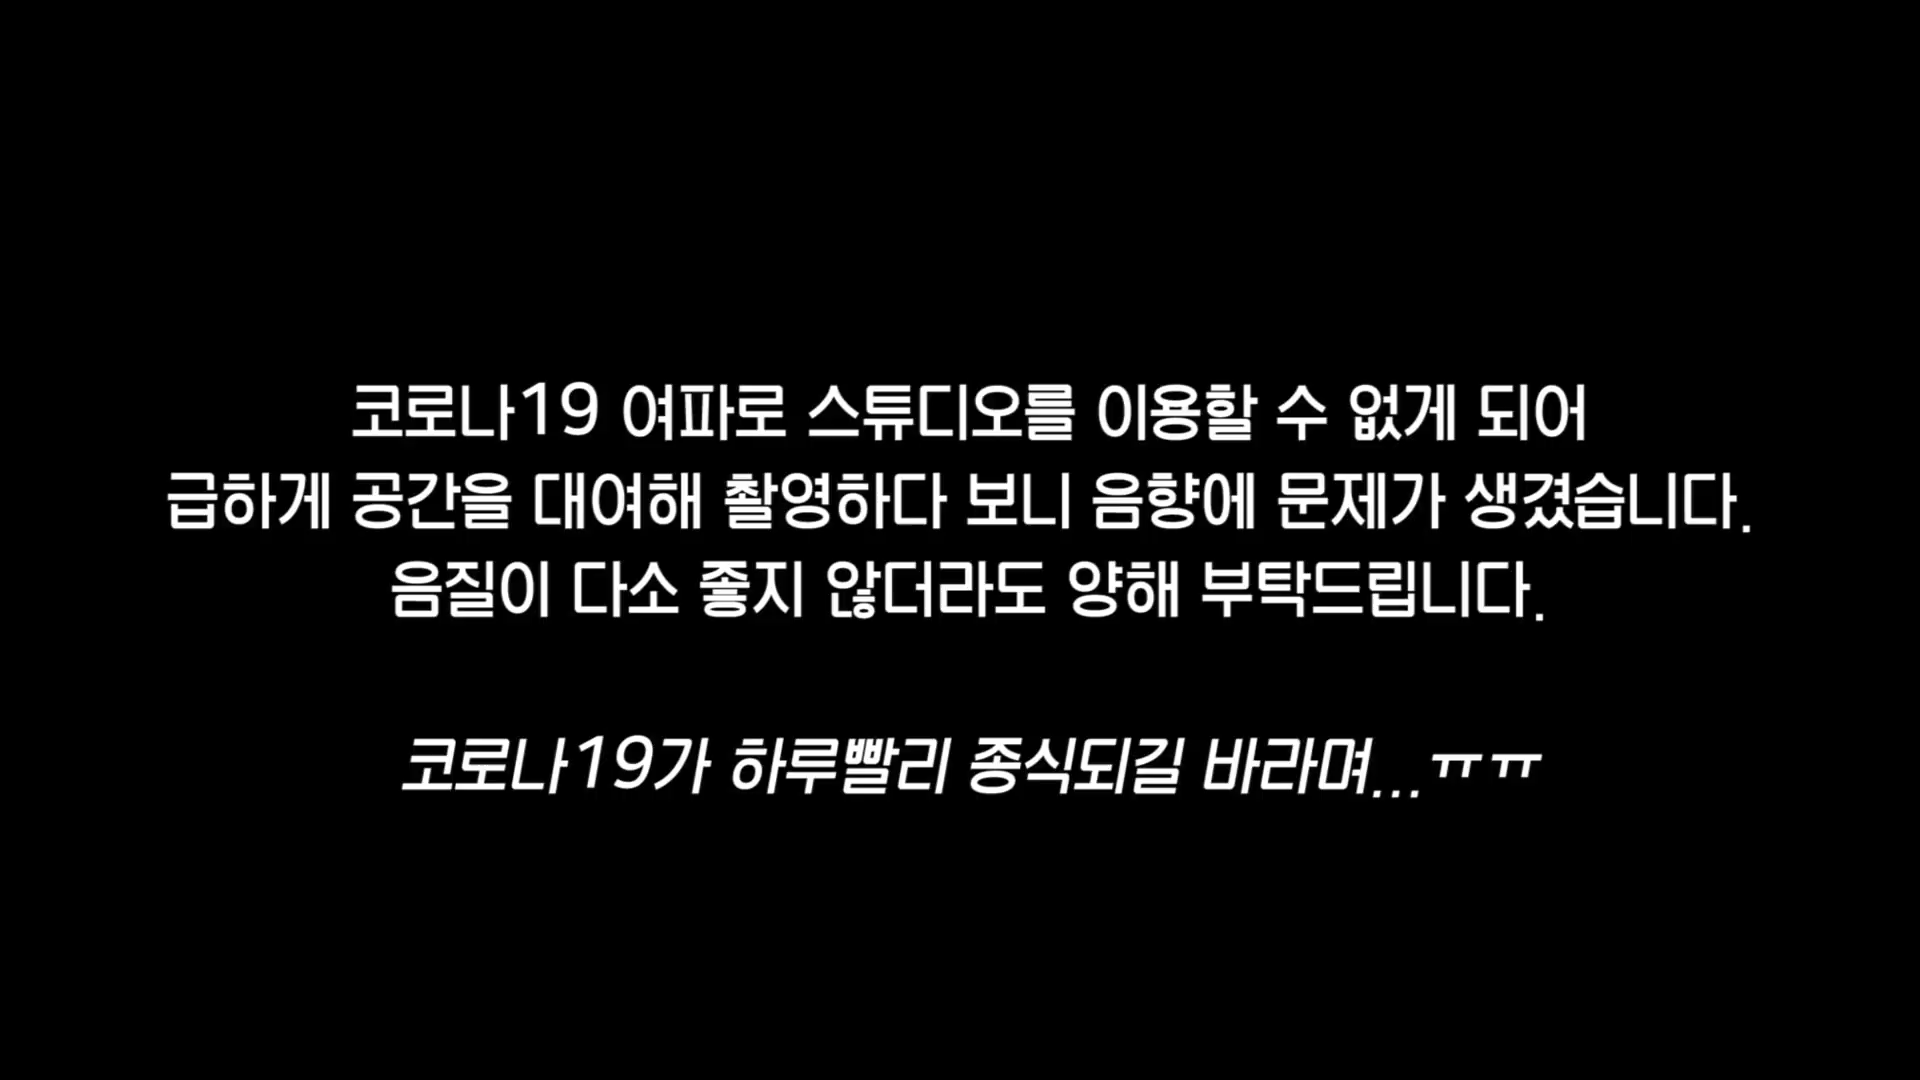 코로나19 여파로 스튜디오를 이용할 수 없게 되어
급하게 공간을 대여해 촬영하다 보니 음향에 문제가 생겼습니다.
음질이 다소 좋지 않더라도 양해 부탁드립니다.
코로나19가 하루빨리 종식되길 바라며...ㅠㅠ